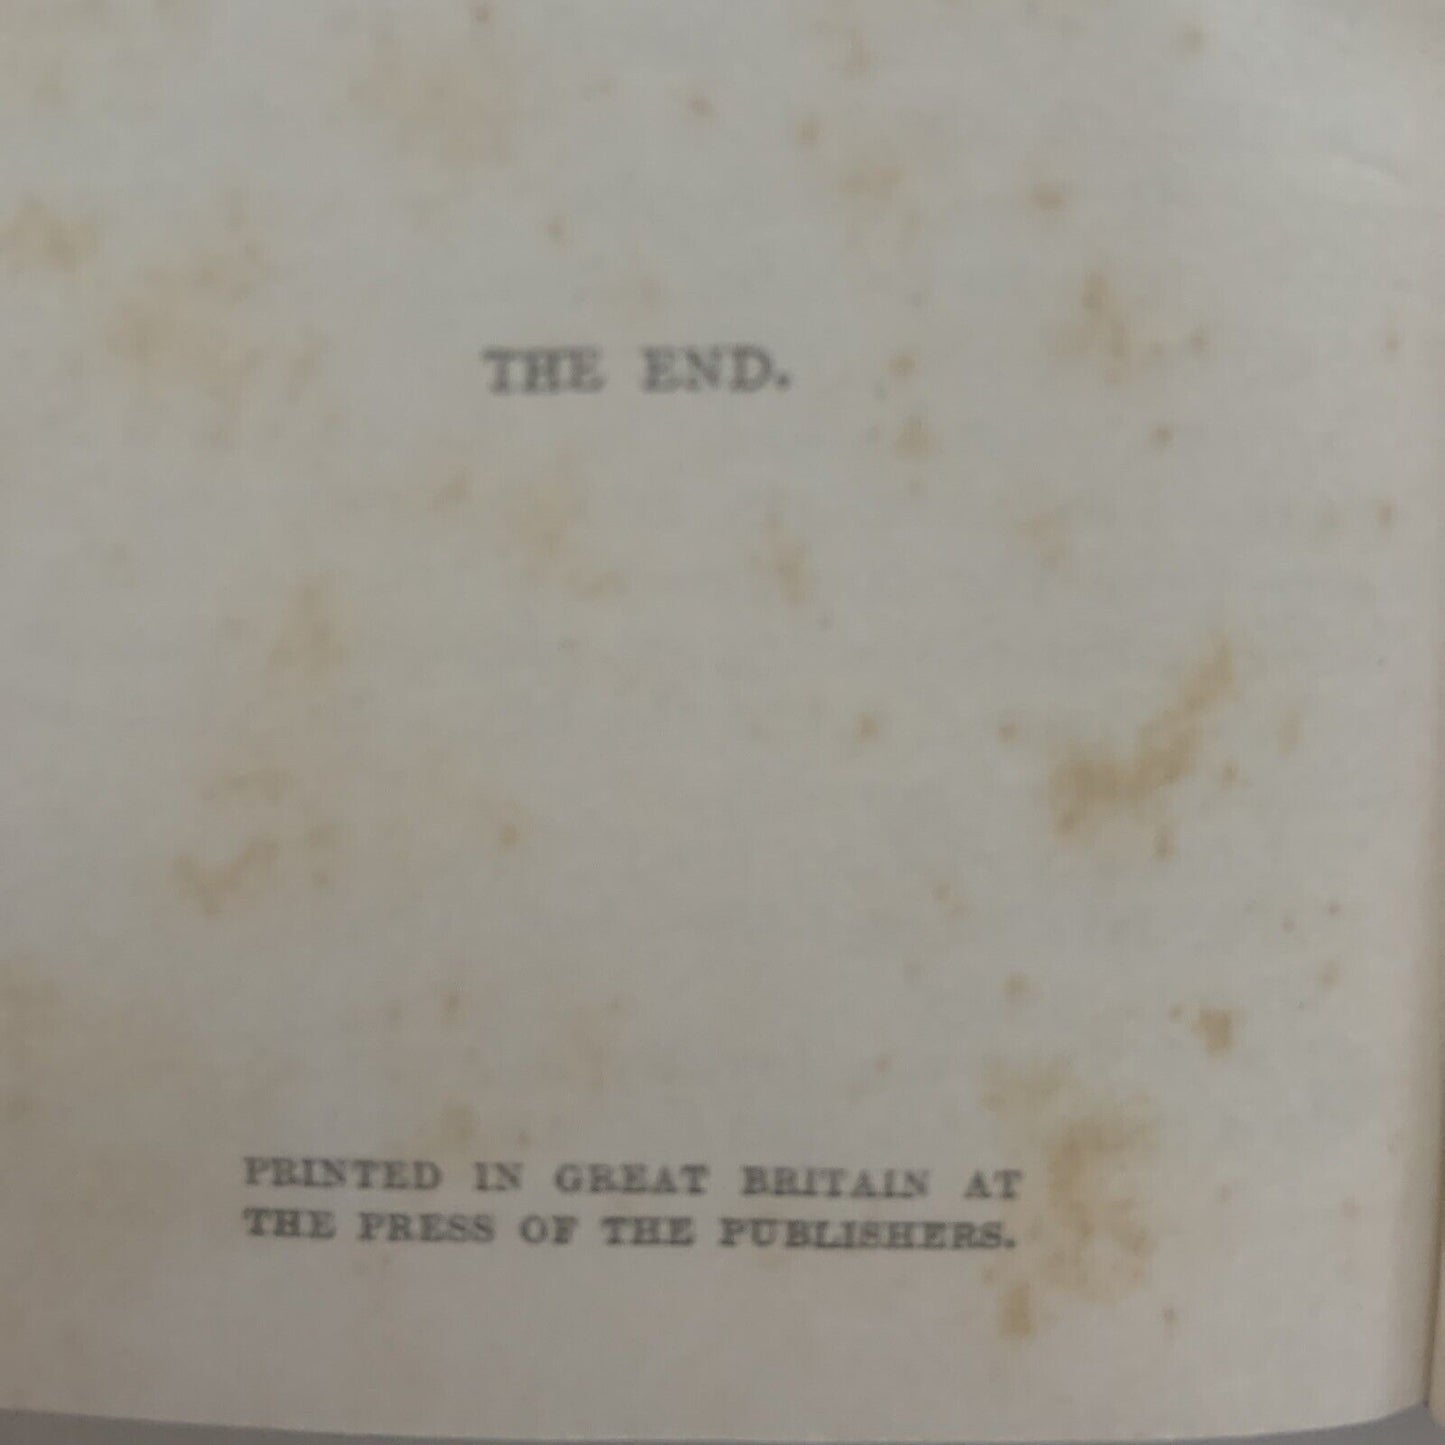 THE END.
PRINTED IN GREAT BRITAIN AT
THE PRESS OF THE PUBLISHERS.